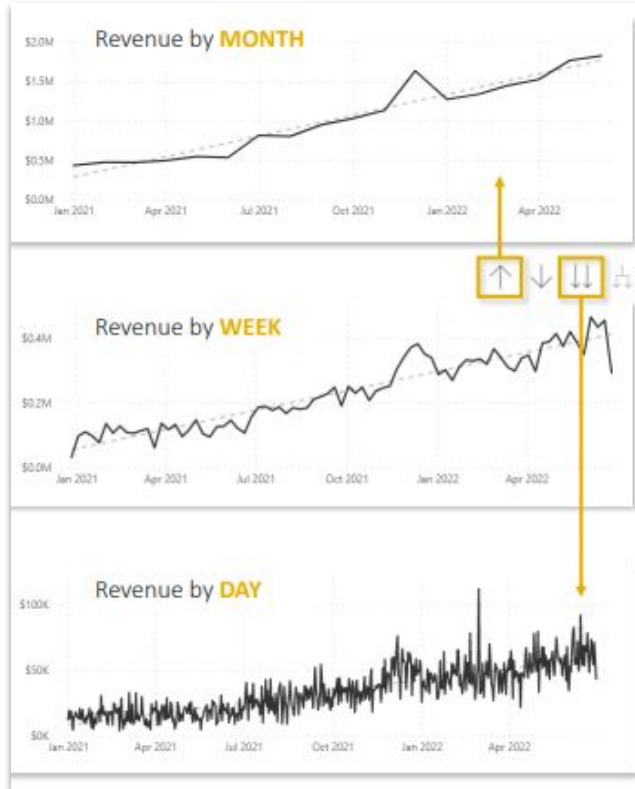 Revenue by MONTH
$2.0M
$1.5M
$1.0M
$0.5M
$0.0M
Jan 2021 Apr 2021 Jul 2021 Oct 2021 Jan 2022 Apr 2022
Revenue by WEEK
$0.4M
$0.2M
$0.0M
Jan 2021 Apr 2021 Jul 2021 Oct 2021 Jan 2022 Apr 2022
Revenue by DAY
$100K
$50K
$0K
Jan 2021 Apr 2021 Jul 2021 Oct 2021 Jan 2022 Apr 2022